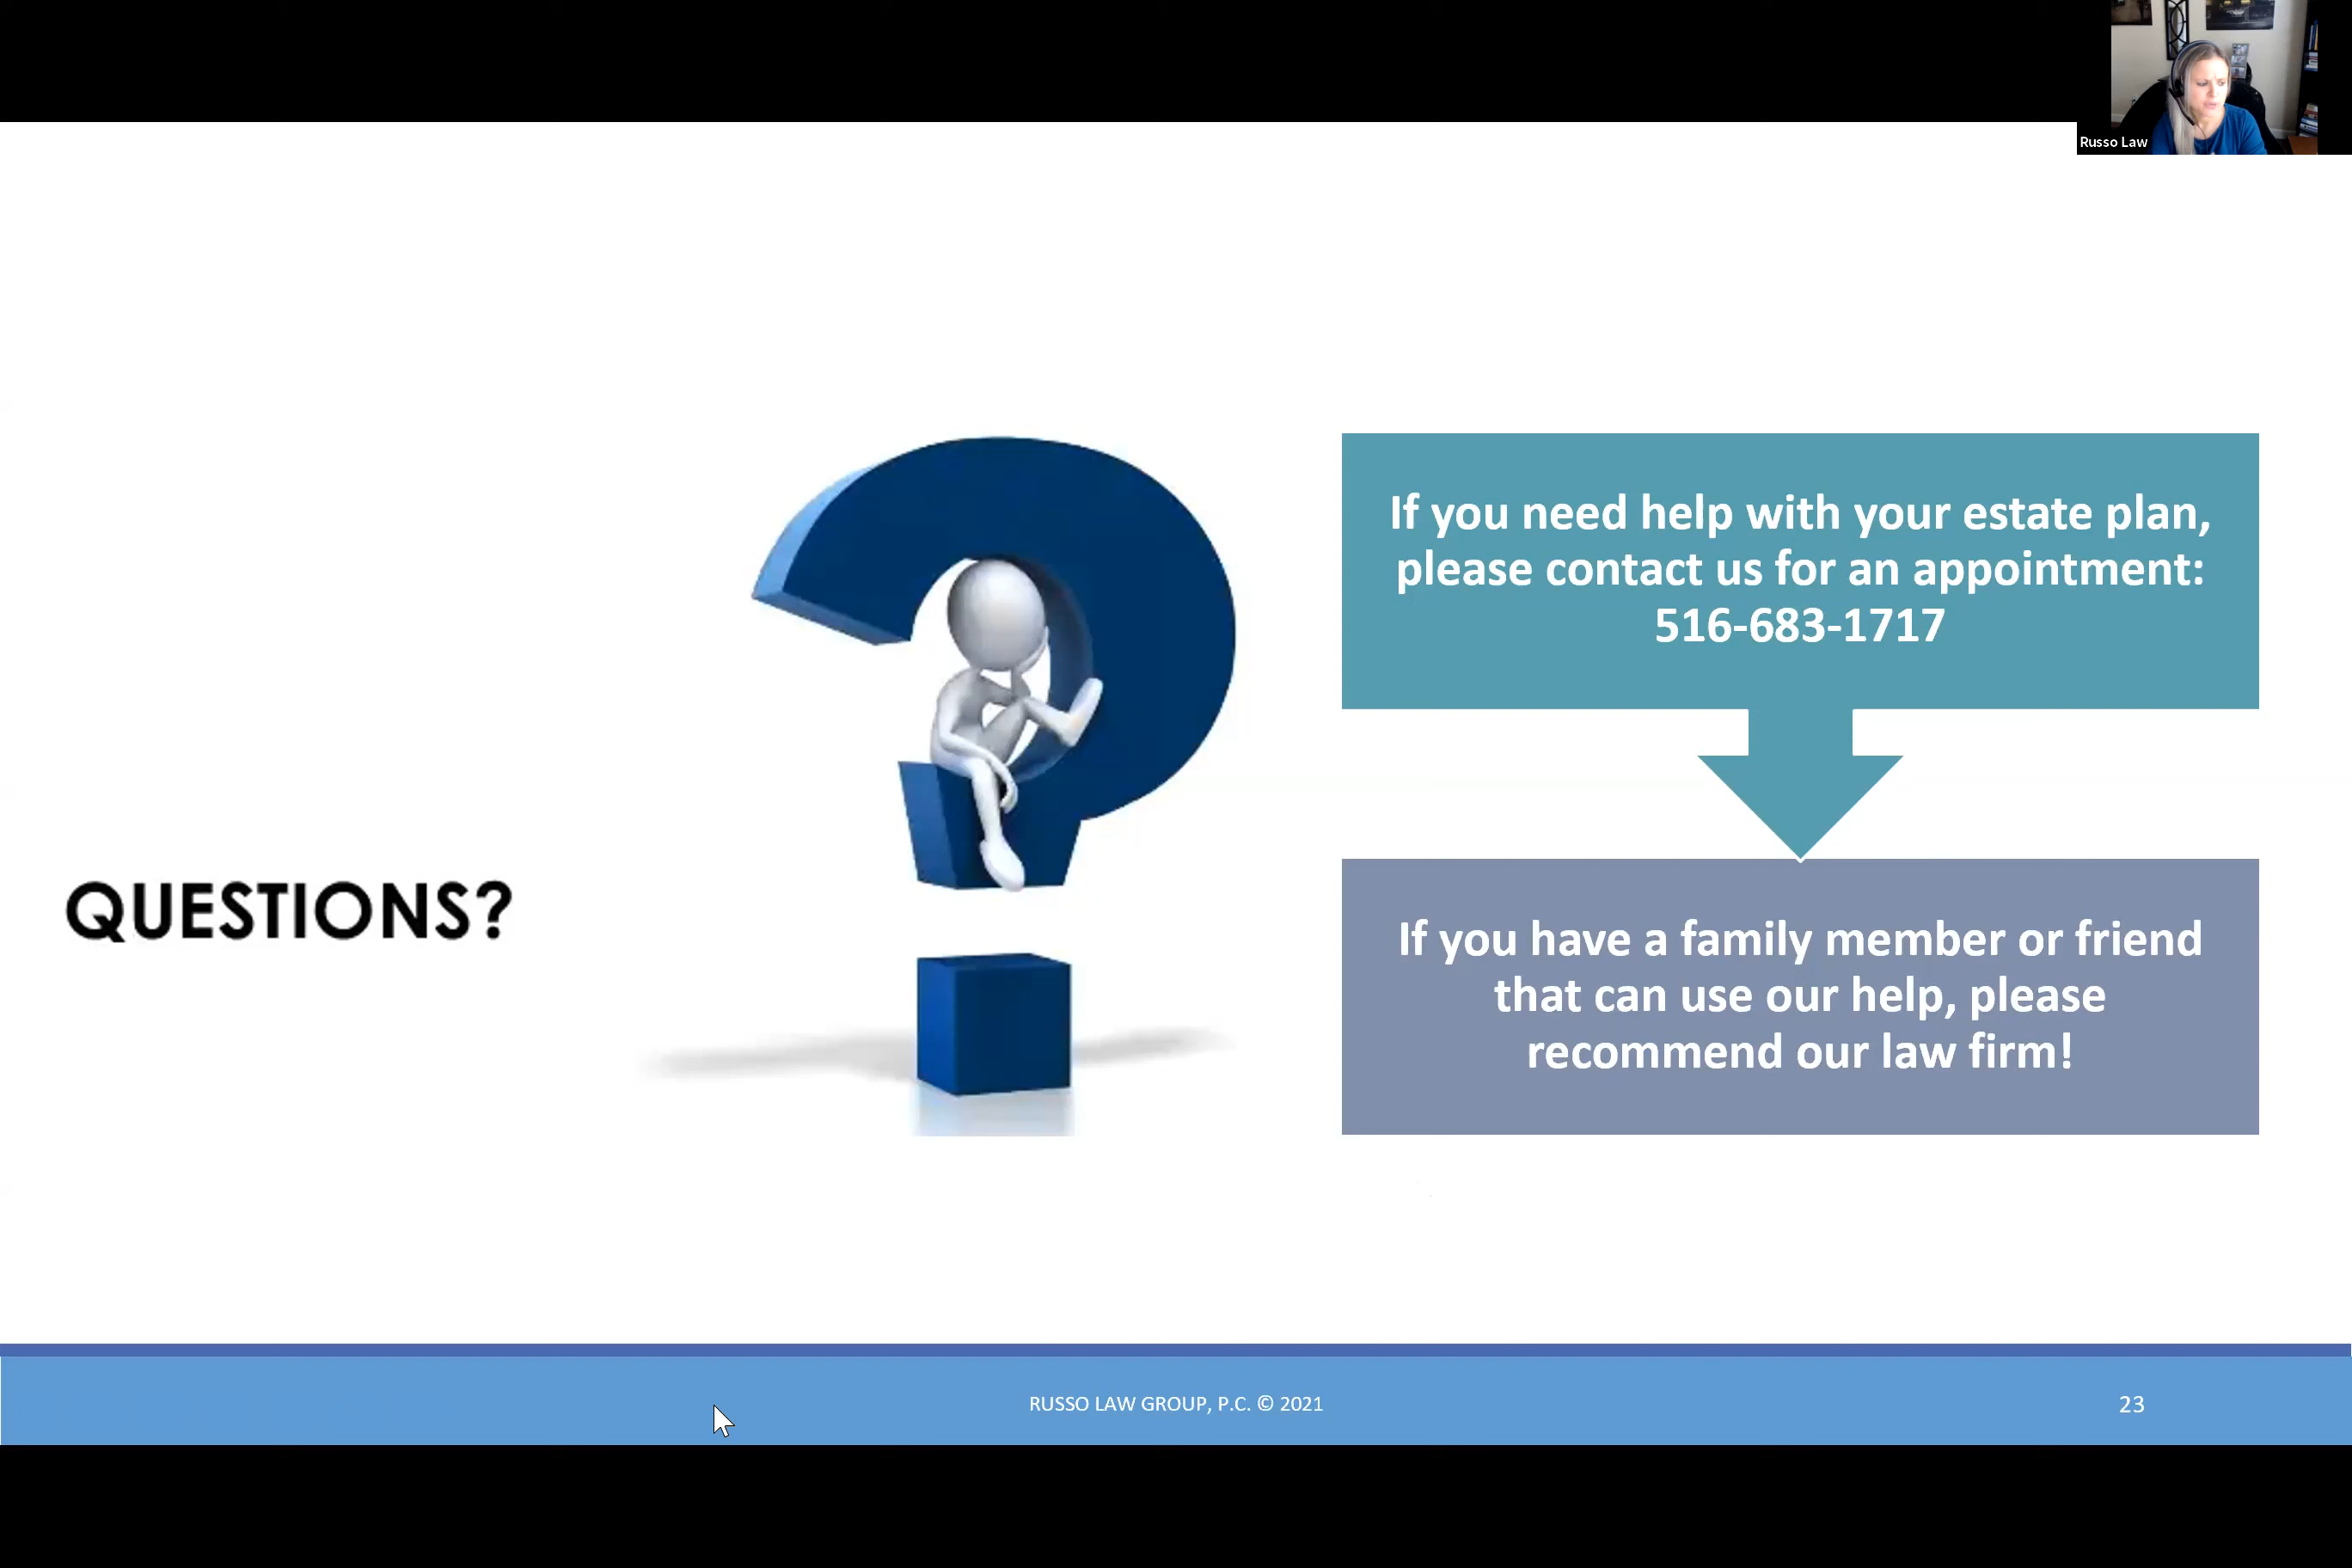 Russo Law
If you need help with your estate plan,
please contact us for an appointment:
516-683-1717
QUESTIONS?
If you have a family member or friend
that can use our help, please
recommend our law firm!
RUSSO LAW GROUP, P.C. © 2021
23